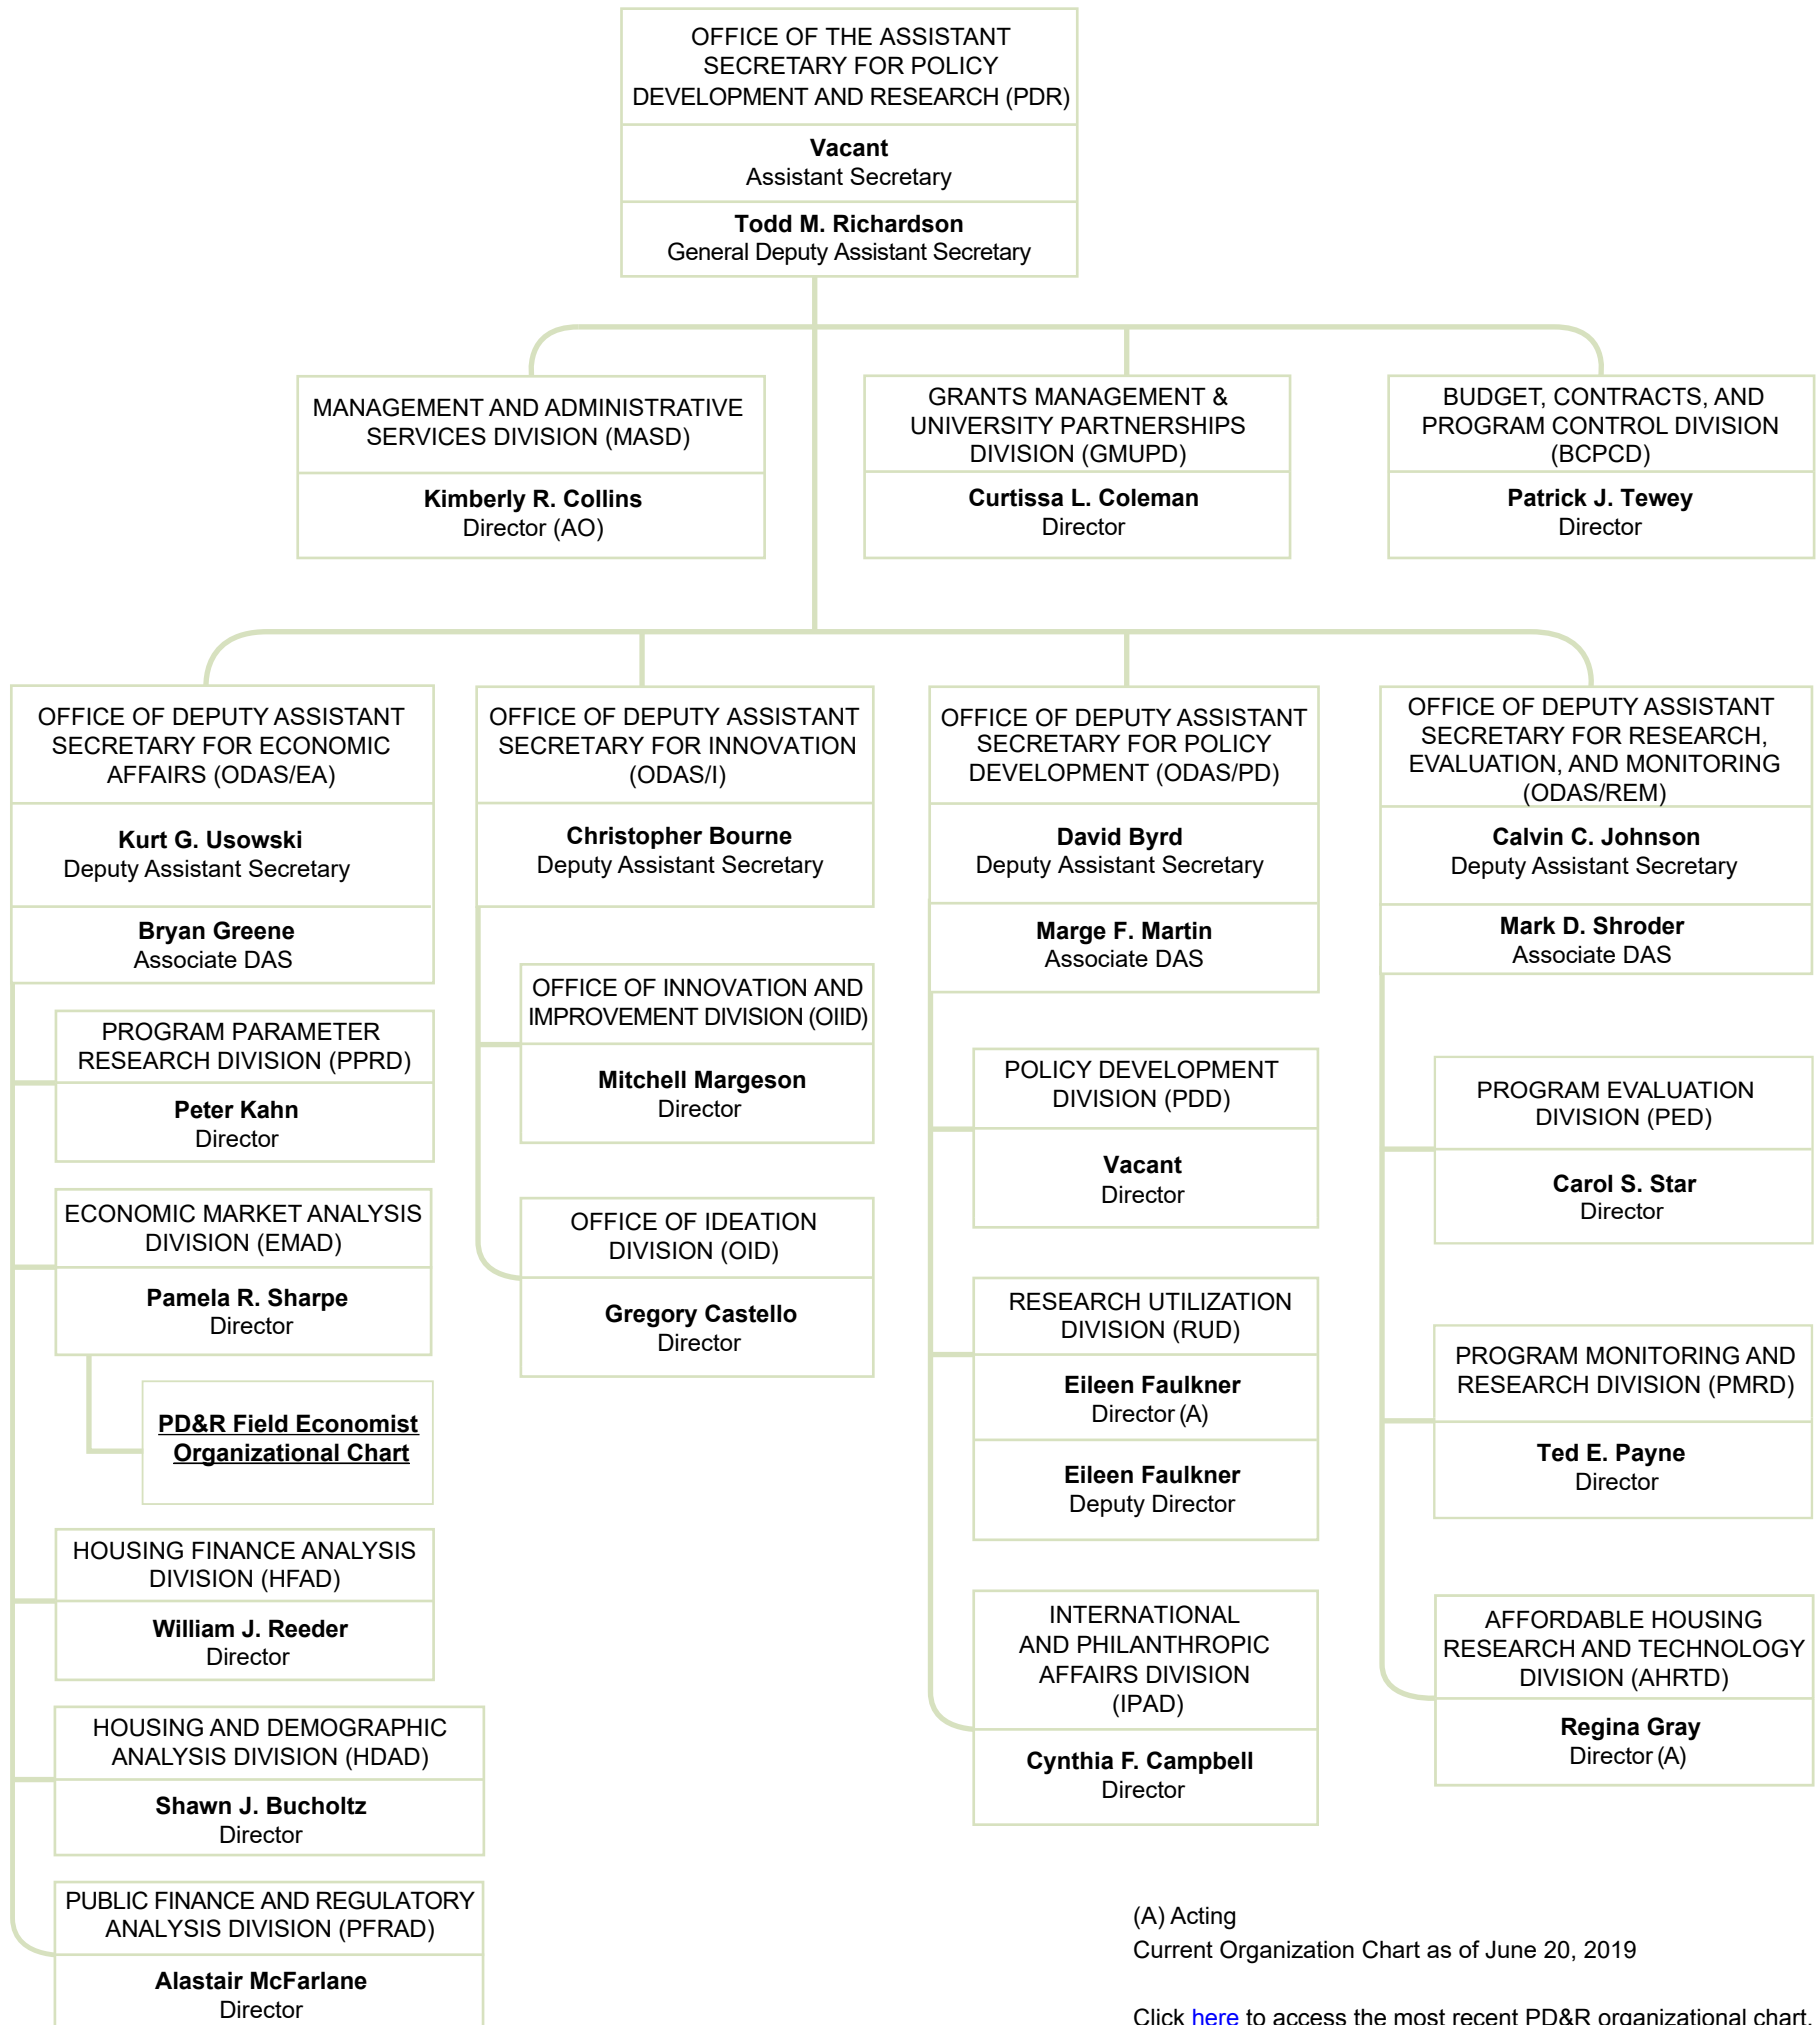 OFFICE OF THE ASSISTANT
SECRETARY FOR POLICY
DEVELOPMENT AND RESEARCH (PDR)
Vacant
Assistant Secretary
Todd M. Richardson
General Deputy Assistant Secretary
MANAGEMENT AND ADMINISTRATIVE
SERVICES DIVISION (MASD)
Kimberly R. Collins
Director (AO)
GRANTS MANAGEMENT &
UNIVERSITY PARTNERSHIPS
DIVISION (GMUPD)
Curtissa L. Coleman
Director
BUDGET, CONTRACTS, AND
PROGRAM CONTROL DIVISION
(BCPCD)
Patrick J. Tewey
Director
OFFICE OF DEPUTY ASSISTANT
SECRETARY FOR ECONOMIC
AFFAIRS (ODAS/EA)
Kurt G. Usowski
Deputy Assistant Secretary
Bryan Greene
Associate DAS
PROGRAM PARAMETER
RESEARCH DIVISION (PPRD)
Peter Kahn
Director
ECONOMIC MARKET ANALYSIS
DIVISION (EMAD)
Pamela R. Sharpe
Director
PD&R Field Economist
Organizational Chart
HOUSING FINANCE ANALYSIS
DIVISION (HFAD)
William J. Reeder
Director
HOUSING AND DEMOGRAPHIC
ANALYSIS DIVISION (HDAD)
Shawn J. Bucholtz
Director
PUBLIC FINANCE AND REGULATORY
ANALYSIS DIVISION (PFRAD)
Alastair McFarlane
Director
OFFICE OF DEPUTY ASSISTANT
SECRETARY FOR INNOVATION
(ODAS/I)
Christopher Bourne
Deputy Assistant Secretary
OFFICE OF INNOVATION AND
IMPROVEMENT DIVISION (OIID)
Mitchell Margeson
Director
OFFICE OF IDEATION
DIVISION (OID)
Gregory Castello
Director
OFFICE OF DEPUTY ASSISTANT
SECRETARY FOR POLICY
DEVELOPMENT (ODAS/PD)
David Byrd
Deputy Assistant Secretary
Marge F. Martin
Associate DAS
POLICY DEVELOPMENT
DIVISION (PDD)
Vacant
Director
RESEARCH UTILIZATION
DIVISION (RUD)
Eileen Faulkner
Director (A)
Eileen Faulkner
Deputy Director
INTERNATIONAL
AND PHILANTHROPIC
AFFAIRS DIVISION
(IPAD)
Cynthia F. Campbell
Director
OFFICE OF DEPUTY ASSISTANT
SECRETARY FOR RESEARCH,
EVALUATION, AND MONITORING
(ODAS/REM)
Calvin C. Johnson
Deputy Assistant Secretary
Mark D. Shroder
Associate DAS
PROGRAM EVALUATION
DIVISION (PED)
Carol S. Star
Director
PROGRAM MONITORING AND
RESEARCH DIVISION (PMRD)
Ted E. Payne
Director
AFFORDABLE HOUSING
RESEARCH AND TECHNOLOGY
DIVISION (AHRTD)
Regina Gray
Director (A)
(A) Acting
Current Organization Chart as of June 20, 2019
Click here to access the most recent PD&R organizational chart.